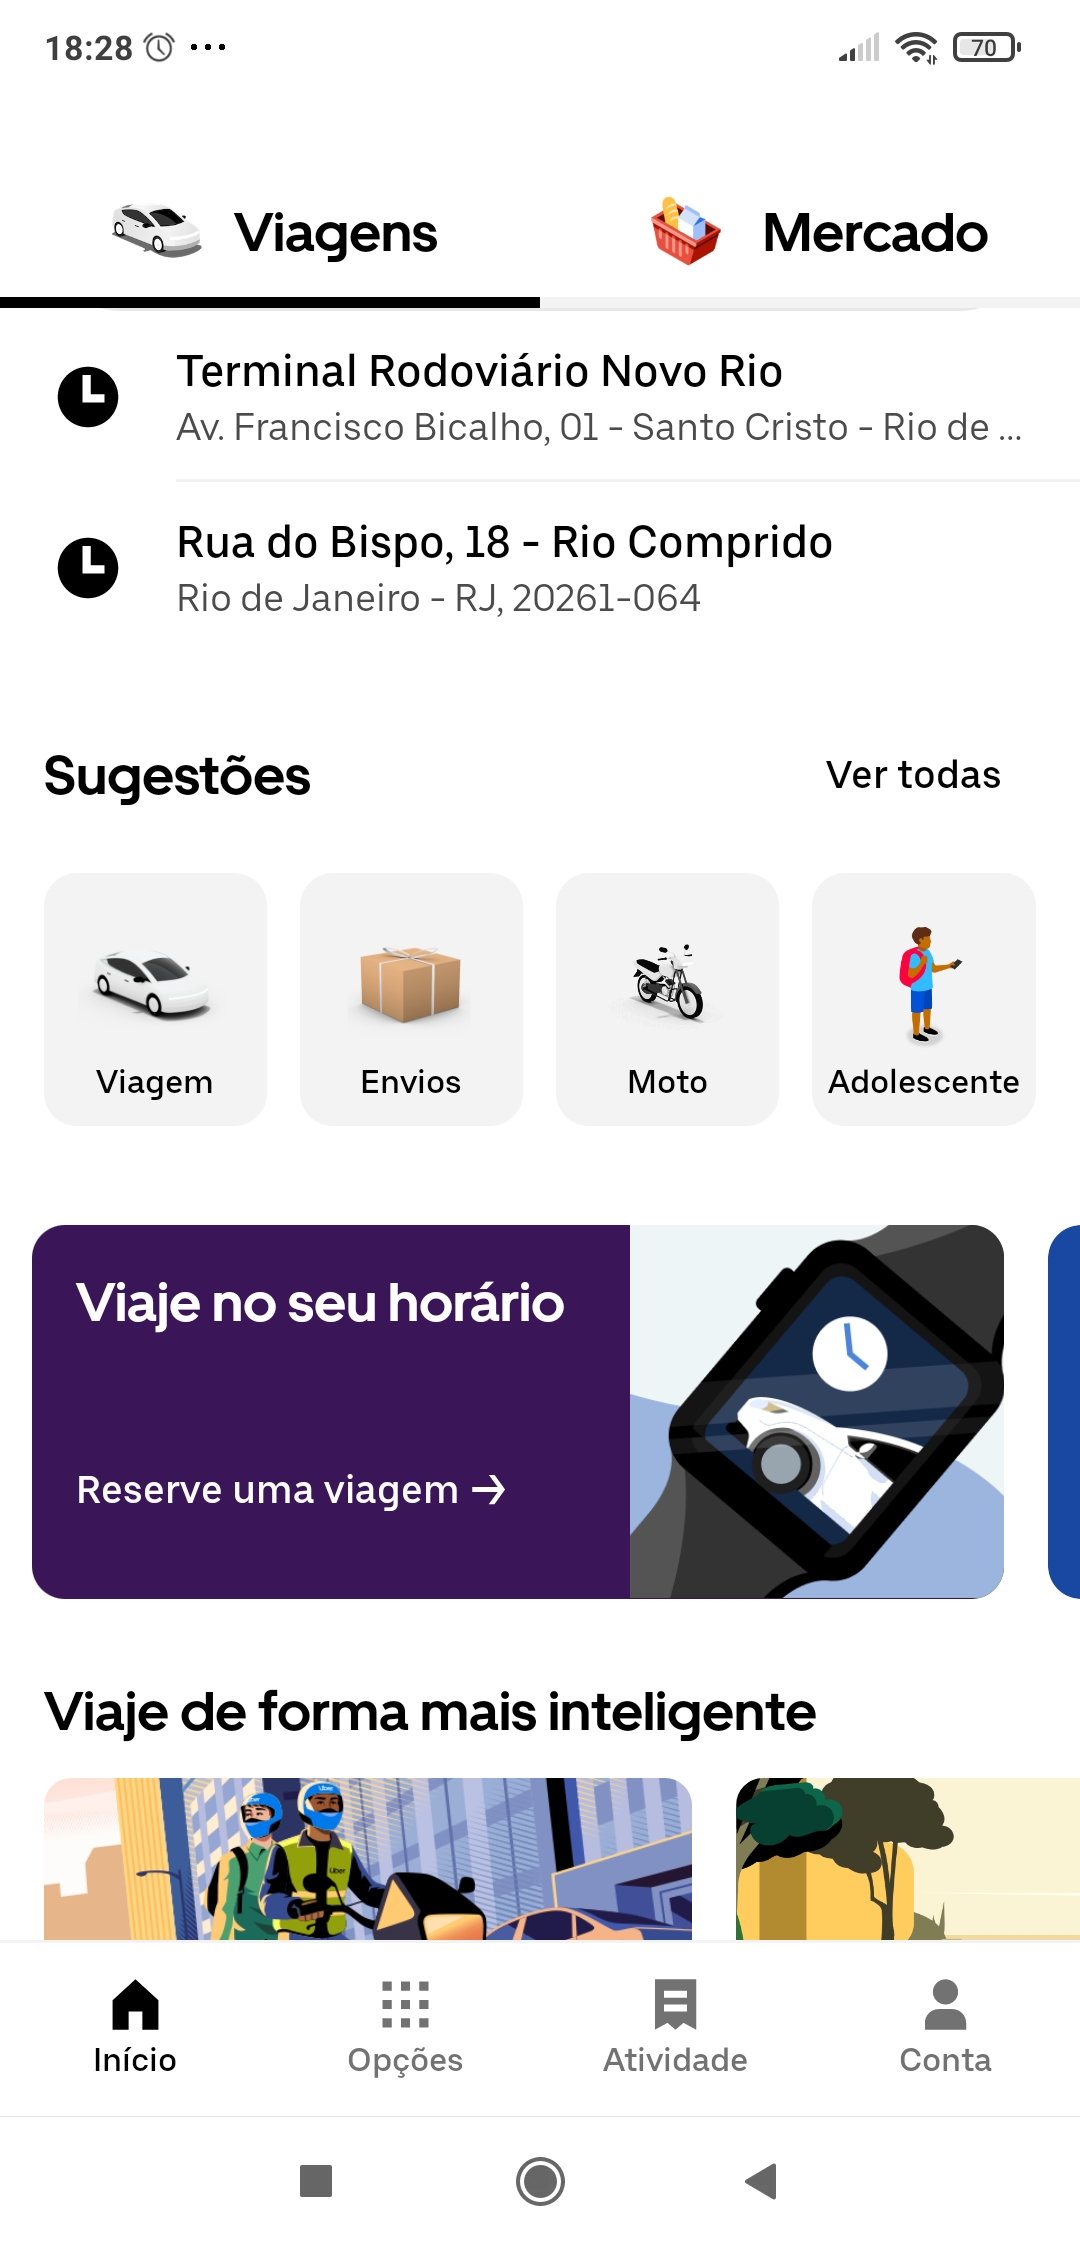 18:28
70
Viagens
Mercado
Terminal Rodoviário Novo Rio
Av. Francisco Bicalho, 01 - Santo Cristo - Rio de ...
Rua do Bispo, 18 - Rio Comprido
Rio de Janeiro - RJ, 20261-064
Sugestões
Ver todas
Viagem
Envios
Moto
Adolescente
Viaje no seu horário
Reserve uma viagem →
Viaje de forma mais inteligente
Uber
Uber
Uber
Início
Opções
Atividade
Conta